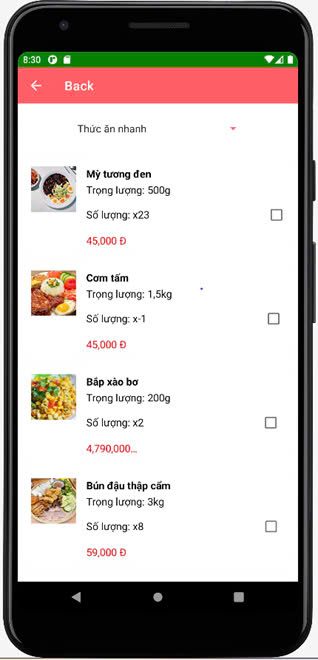 8:30
Back
Thức ăn nhanh
Mỳ tương đen
Trọng lượng: 500g
Số lượng: x23
45,000 Đ
Cơm tấm
Trọng lượng: 1,5kg
Số lượng: x-1
45,000 Đ
Bắp xào bơ
Trọng lượng: 200g
Số lượng: x2
4,790,000...
Bún đậu thập cẩm
Trọng lượng: 3kg
Số lượng: x8
59,000 Đ